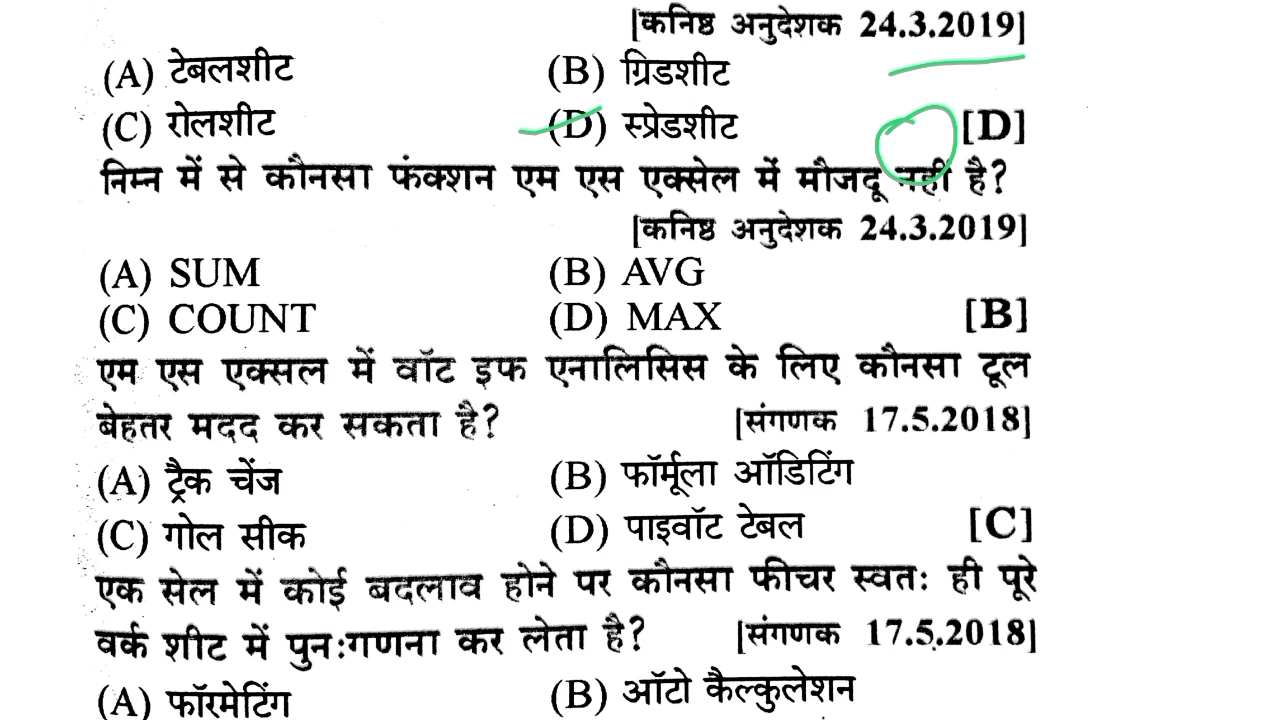 [कनिष्ठ अनुदेशक 24.3.2019]
(A) टेबलशीट (B) ग्रिडशीट
(C) रोलशीट (D) स्प्रेडशीट [D]
निम्न में से कौनसा फंक्शन एम एस एक्सेल में मौजदू नहीं है?
[कनिष्ठ अनुदेशक 24.3.2019]
(A) SUM (B) AVG
(C) COUNT (D) MAX [B]
एम एस एक्सल में वॉट इफ एनालिसिस के लिए कौनसा टूल
बेहतर मदद कर सकता है? [संगणक 17.5.2018]
(A) ट्रैक चेंज (B) फॉर्मूला ऑडिटिंग
(C) गोल सीक (D) पाइवॉट टेबल [C]
एक सेल में कोई बदलाव होने पर कौनसा फीचर स्वतः ही पूरे
वर्क शीट में पुनःगणना कर लेता है? [संगणक 17.5.2018]
(A) फॉरमेटिंग (B) ऑटो कैल्कुलेशन